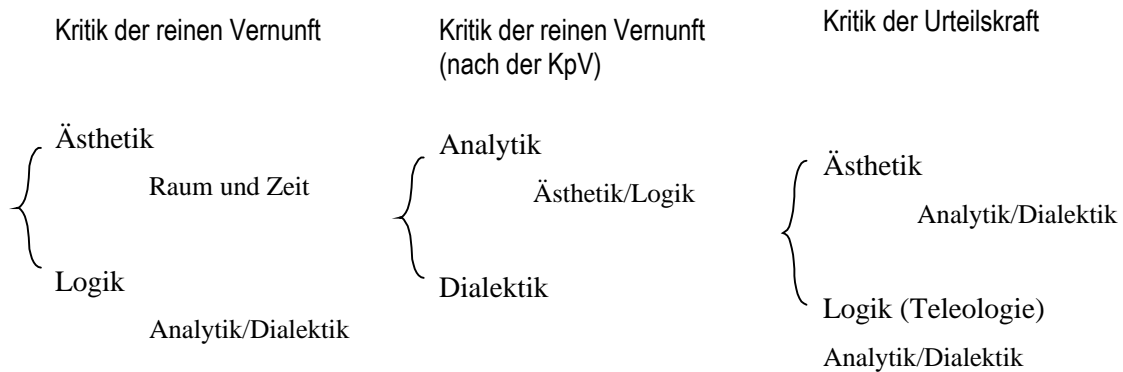 Kritik der reinen Vernunft
Ästhetik
Raum und Zeit
Logik
Analytik/Dialektik
Kritik der reinen Vernunft
(nach der KpV)
Analytik
Ästhetik/Logik
Dialektik
Kritik der Urteilskraft
Ästhetik
Analytik/Dialektik
Logik (Teleologie)
Analytik/Dialektik